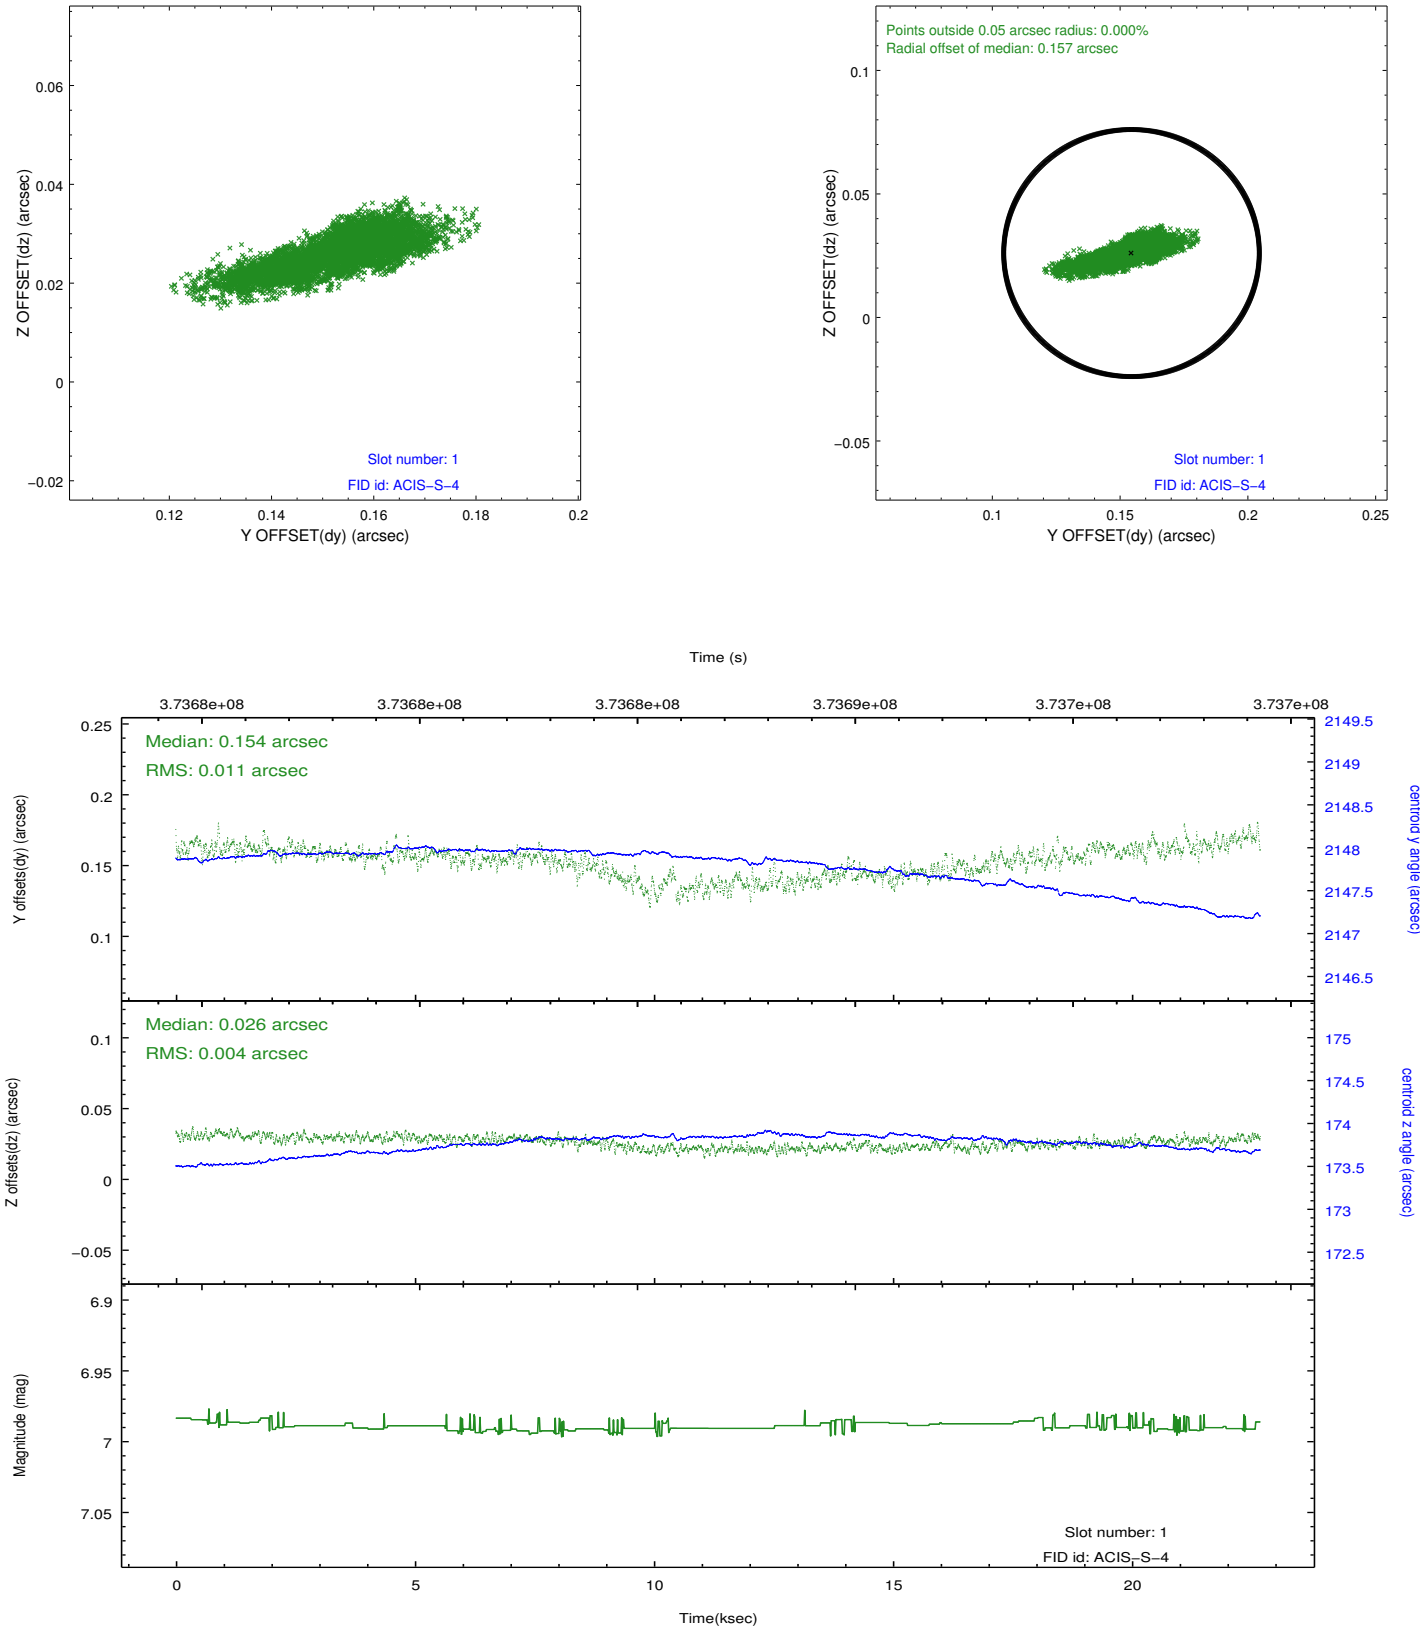 0.06
0.04
0.02
0
−0.02
Z OFFSET(dz) (arcsec)
Slot number: 1
FID id: ACIS−S−4
0.12 0.14 0.16 0.18 0.2
Y OFFSET(dy) (arcsec)
Points outside 0.05 arcsec radius: 0.000%
Radial offset of median: 0.157 arcsec
0.1
0.05
0
−0.05
Z OFFSET(dz) (arcsec)
Slot number: 1
FID id: ACIS−S−4
0.1 0.15 0.2 0.25
Y OFFSET(dy) (arcsec)
Time (s)
3.7368e+08 3.7368e+08 3.7368e+08 3.7369e+08 3.737e+08 3.737e+08
Median: 0.154 arcsec
RMS: 0.011 arcsec
0.25
0.2
0.15
0.1
Y offsets(dy) (arcsec)
2149.5
2149
2148.5
2148
2147.5
2147
2146.5
centroid y angle (arcsec)
Median: 0.026 arcsec
RMS: 0.004 arcsec
0.1
0.05
0
−0.05
Z offsets(dz) (arcsec)
175
174.5
174
173.5
173
172.5
centroid z angle (arcsec)
6.9
6.95
7
7.05
Magnitude (mag)
Slot number: 1
FID id: ACIS−S−4
0 5 10 15 20
Time(ksec)